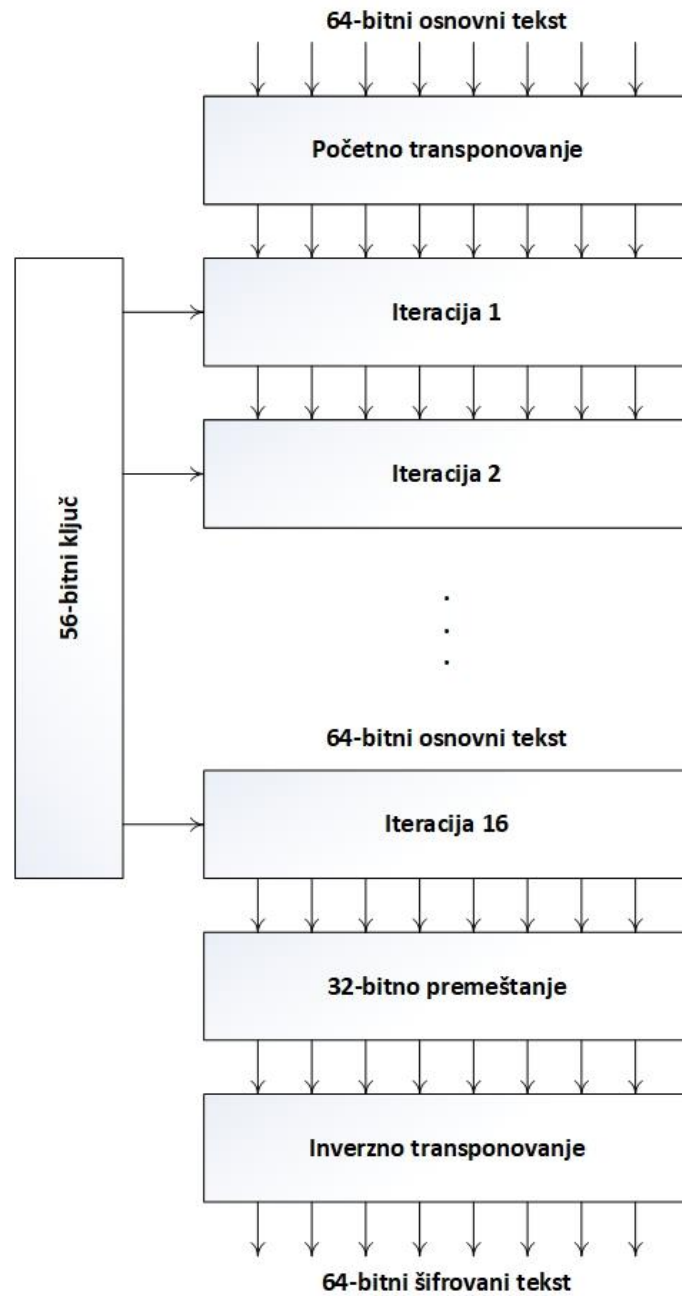 64-bitni osnovni tekst
Početno transponovanje
Iteracija 1
Iteracija 2
56-bitni ključ
.
.
.
64-bitni osnovni tekst
Iteracija 16
32-bitno premeštanje
Inverzno transponovanje
64-bitni šifrovani tekst